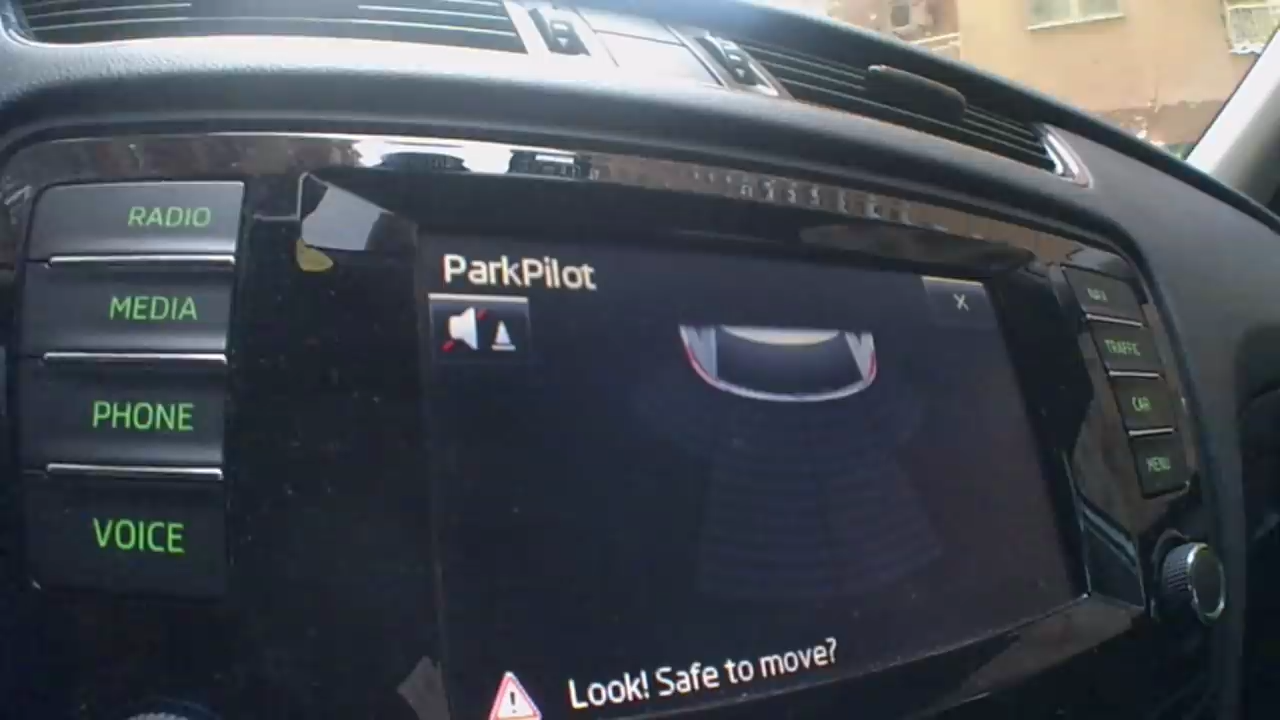 RADIO
MEDIA
PHONE
VOICE
ParkPilot
X
Look! Safe to move?
TRAFFIC
CAR
MENU